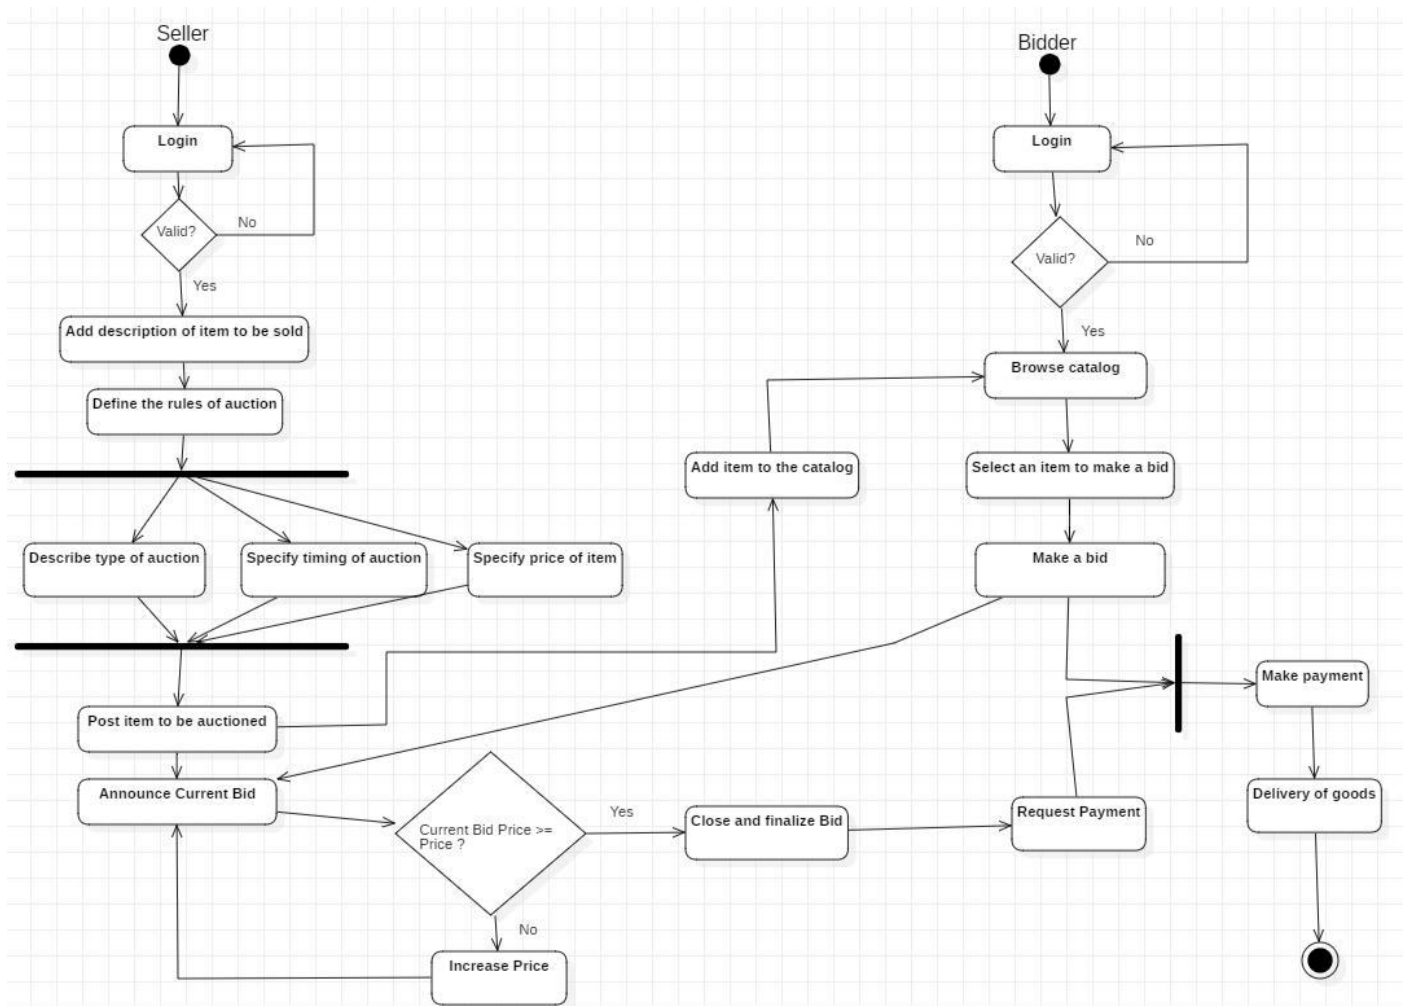 Seller
Bidder
Login
Login
Valid?
No
Valid?
No
Yes
Yes
Add description of item to be sold
Browse catalog
Define the rules of auction
Add item to the catalog
Select an item to make a bid
Describe type of auction
Specify timing of auction
Specify price of item
Make a bid
Make payment
Post item to be auctioned
Announce Current Bid
Current Bid Price >=
Price ?
Yes
Close and finalize Bid
Request Payment
Delivery of goods
No
Increase Price